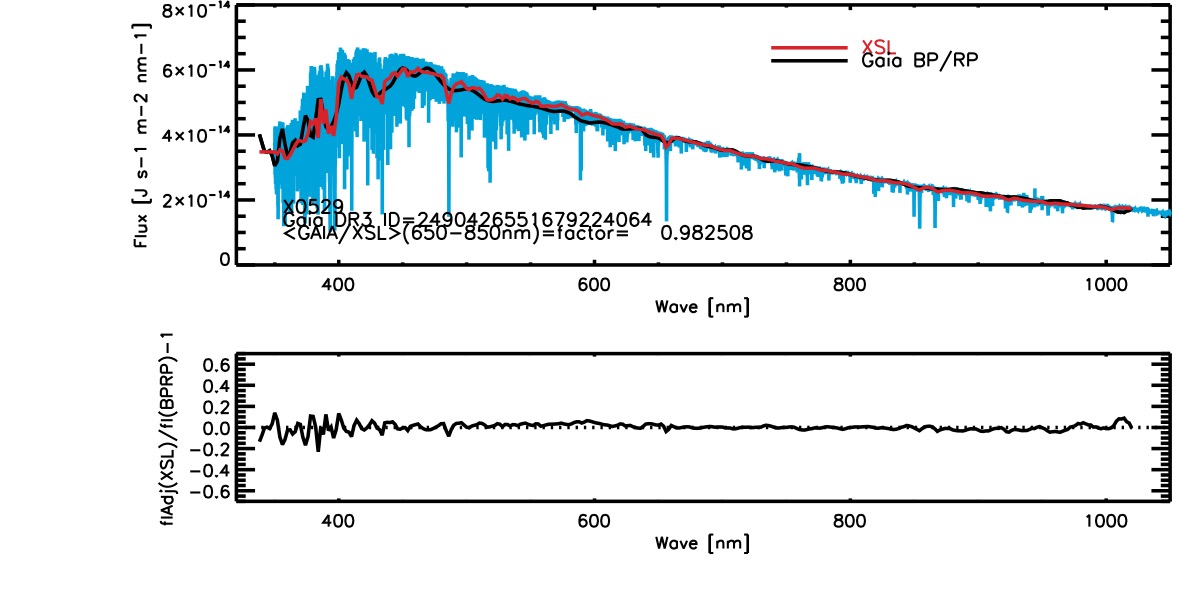 8×10-14
6×10-14
4×10-14
2×10-14
0
Flux [J s-1 m-2 nm-1]
XSL
Gaia BP/RP
X0529
Gaia DR3 ID=2490426551679224064
<GAIA/XSL>(650-850nm)=factor= 0.982508
400 600 800 1000
Wave [nm]
flAdj(XSL)/fl(BPRP)-1
0.6
0.4
0.2
0.0
-0.2
-0.4
-0.6
400 600 800 1000
Wave [nm]